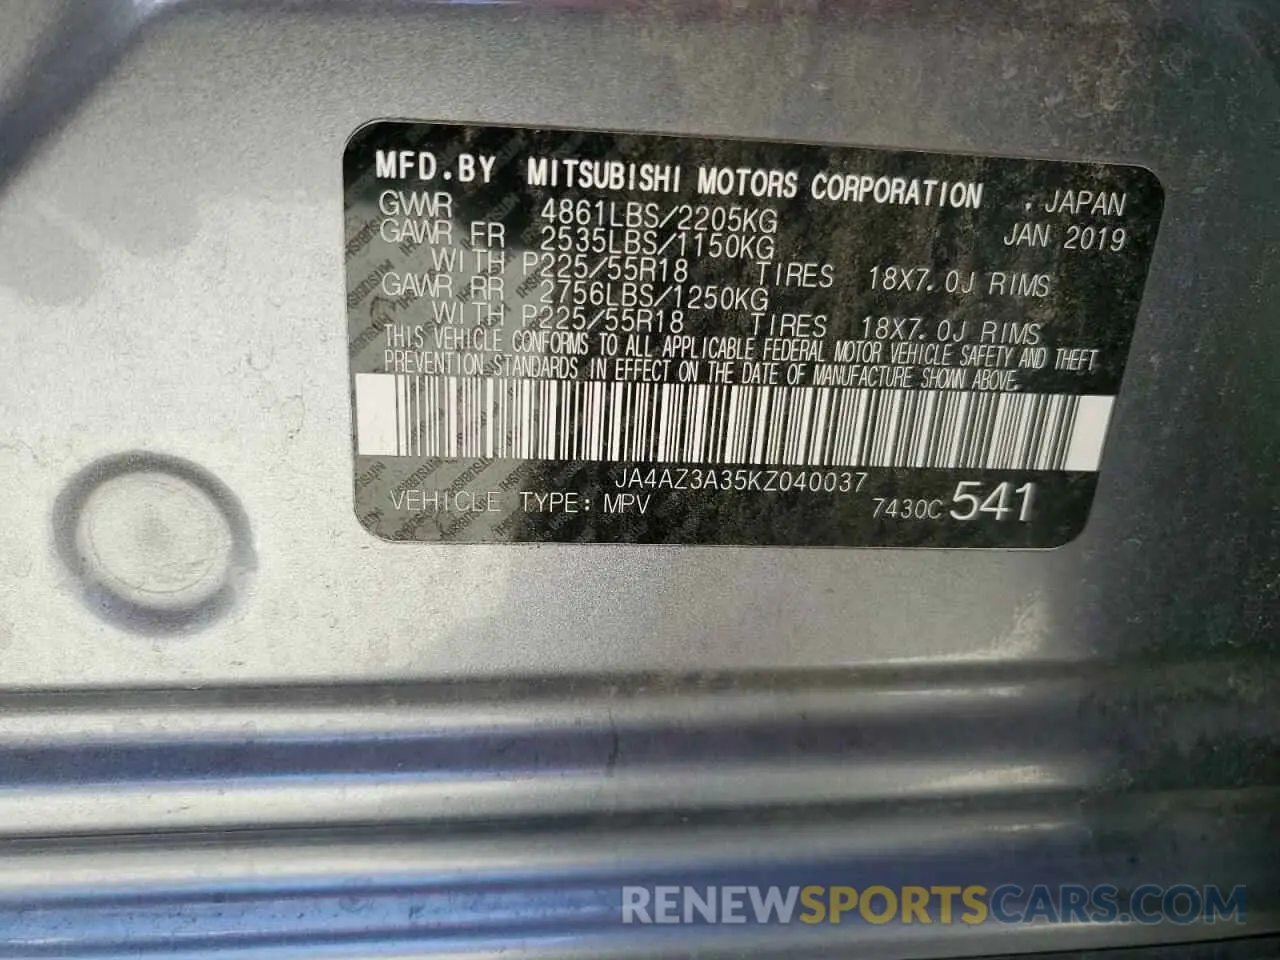 MFD.BY MITSUBISHI MOTORS CORPORATION , JAPAN
GWWR 4861LBS/2205KG JAN 2019
GAWR FR 2535LBS/1150KG
WITH P225/55R18 TIRES 18X7.0J RIMS
GAWR RR 2756LBS/1250KG
WITH P225/55R18 TIRES 18X7.0J RIMS
THIS VEHICLE CONFORMS TO ALL APPLICABLE FEDERAL MOTOR VEHICLE SAFETY AND THEFT
PREVENTION STANDARDS IN EFFECT ON THE DATE OF MANUFACTURE SHOWN ABOVE.
JA4AZ3A35KZ040037
VEHICLE TYPE: MPV 7430C 541
RENEWSPORTSCARS.COM